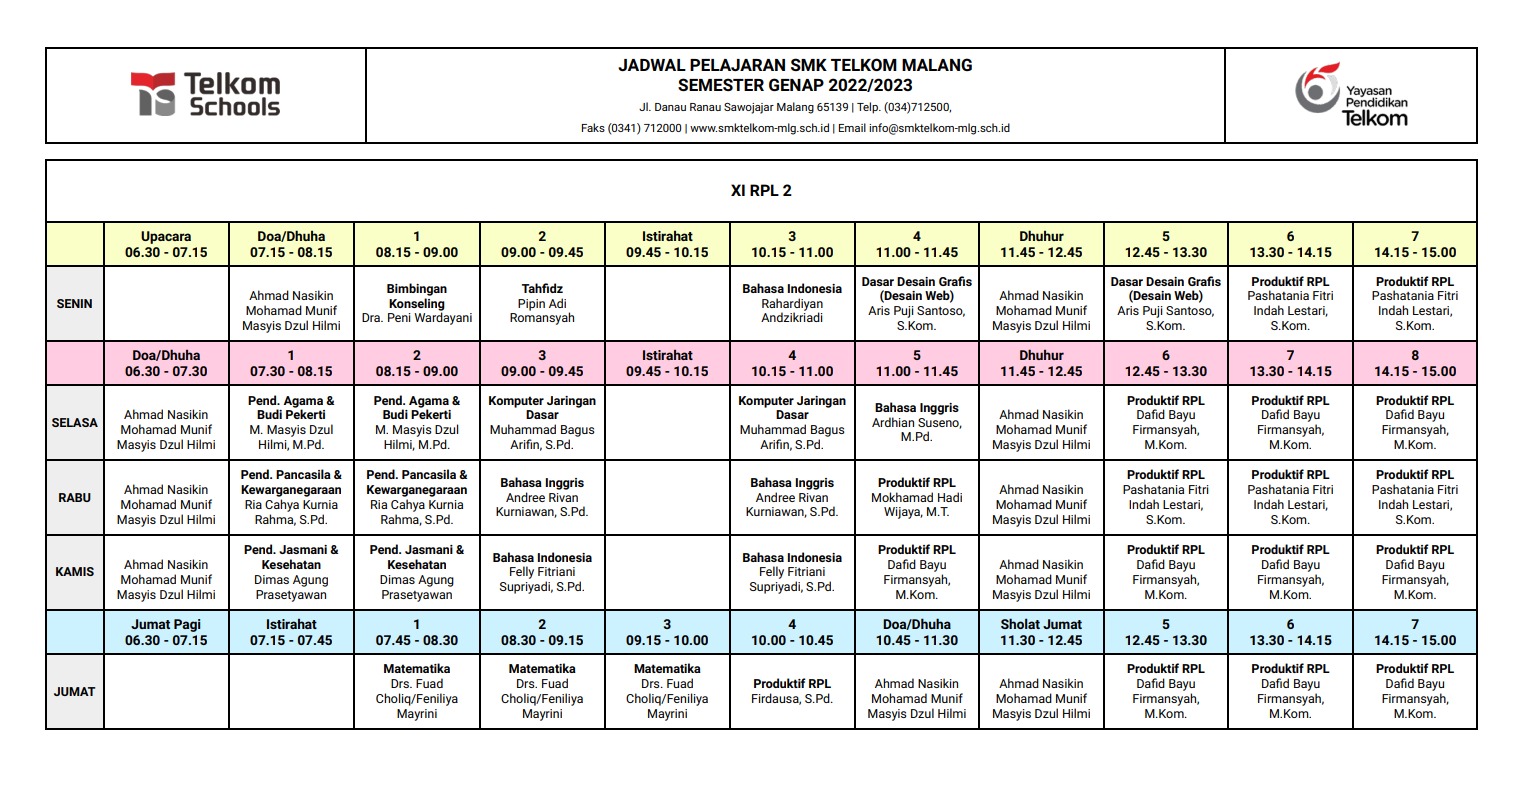 Telkom
Schools
JADWAL PELAJARAN SMK TELKOM MALANG
SEMESTER GENAP 2022/2023
Jl. Danau Ranau Sawojajar Malang 65139 | Telp. (034)712500,
Faks (0341) 712000 | www.smktelkom-mlg.sch.id | Email info@smktelkom-mlg.sch.id
Yayasan
Pendidikan
Telkom
XI RPL 2
Upacara
06.30 - 07.15
Doa/Dhuha
07.15 - 08.15
1
08.15 - 09.00
2
09.00 - 09.45
Istirahat
09.45 - 10.15
3
10.15 - 11.00
4
11.00 - 11.45
Dhuhur
11.45 - 12.45
5
12.45 - 13.30
6
13.30 - 14.15
7
14.15 - 15.00
SENIN
Ahmad Nasikin
Mohamad Munif
Masyis Dzul Hilmi
Bimbingan
Konseling
Dra. Peni Wardayani
Tahfidz
Pipin Adi
Romansyah
Bahasa Indonesia
Rahardiyan
Andzikriadi
Dasar Desain Grafis
(Desain Web)
Aris Puji Santoso,
S.Kom.
Ahmad Nasikin
Mohamad Munif
Masyis Dzul Hilmi
Dasar Desain Grafis
(Desain Web)
Aris Puji Santoso,
S.Kom.
Produktif RPL
Pashatania Fitri
Indah Lestari,
S.Kom.
Produktif RPL
Pashatania Fitri
Indah Lestari,
S.Kom.
Doa/Dhuha
06.30 - 07.30
1
07.30 - 08.15
2
08.15 - 09.00
3
09.00 - 09.45
Istirahat
09.45 - 10.15
4
10.15 - 11.00
5
11.00 - 11.45
Dhuhur
11.45 - 12.45
6
12.45 - 13.30
7
13.30 - 14.15
8
14.15 - 15.00
SELASA
Ahmad Nasikin
Mohamad Munif
Masyis Dzul Hilmi
Pend. Agama &
Budi Pekerti
M. Masyis Dzul
Hilmi, M.Pd.
Pend. Agama &
Budi Pekerti
M. Masyis Dzul
Hilmi, M.Pd.
Komputer Jaringan
Dasar
Muhammad Bagus
Arifin, S.Pd.
Komputer Jaringan
Dasar
Muhammad Bagus
Arifin, S.Pd.
Bahasa Inggris
Ardhian Suseno,
M.Pd.
Ahmad Nasikin
Mohamad Munif
Masyis Dzul Hilmi
Produktif RPL
Dafid Bayu
Firmansyah,
M.Kom.
Produktif RPL
Dafid Bayu
Firmansyah,
M.Kom.
Produktif RPL
Dafid Bayu
Firmansyah,
M.Kom.
RABU
Ahmad Nasikin
Mohamad Munif
Masyis Dzul Hilmi
Pend. Pancasila &
Kewarganegaraan
Ria Cahya Kurnia
Rahma, S.Pd.
Pend. Pancasila &
Kewarganegaraan
Ria Cahya Kurnia
Rahma, S.Pd.
Bahasa Inggris
Andree Rivan
Kurniawan, S.Pd.
Bahasa Inggris
Andree Rivan
Kurniawan, S.Pd.
Produktif RPL
Mokhamad Hadi
Wijaya, M.T.
Ahmad Nasikin
Mohamad Munif
Masyis Dzul Hilmi
Produktif RPL
Pashatania Fitri
Indah Lestari,
S.Kom.
Produktif RPL
Pashatania Fitri
Indah Lestari,
S.Kom.
Produktif RPL
Pashatania Fitri
Indah Lestari,
S.Kom.
KAMIS
Ahmad Nasikin
Mohamad Munif
Masyis Dzul Hilmi
Pend. Jasmani &
Kesehatan
Dimas Agung
Prasetyawan
Pend. Jasmani &
Kesehatan
Dimas Agung
Prasetyawan
Bahasa Indonesia
Felly Fitriani
Supriyadi, S.Pd.
Bahasa Indonesia
Felly Fitriani
Supriyadi, S.Pd.
Produktif RPL
Dafid Bayu
Firmansyah,
M.Kom.
Ahmad Nasikin
Mohamad Munif
Masyis Dzul Hilmi
Produktif RPL
Dafid Bayu
Firmansyah,
M.Kom.
Produktif RPL
Dafid Bayu
Firmansyah,
M.Kom.
Produktif RPL
Dafid Bayu
Firmansyah,
M.Kom.
Jumat Pagi
06.30 - 07.15
Istirahat
07.15 - 07.45
1
07.45 - 08.30
2
08.30 - 09.15
3
09.15 - 10.00
4
10.00 - 10.45
Doa/Dhuha
10.45 - 11.30
Sholat Jumat
11.30 - 12.45
5
12.45 - 13.30
6
13.30 - 14.15
7
14.15 - 15.00
JUMAT
Matematika
Drs. Fuad
Choliq/Feniliya
Mayrini
Matematika
Drs. Fuad
Choliq/Feniliya
Mayrini
Matematika
Drs. Fuad
Choliq/Feniliya
Mayrini
Produktif RPL
Firdausa, S.Pd.
Ahmad Nasikin
Mohamad Munif
Masyis Dzul Hilmi
Ahmad Nasikin
Mohamad Munif
Masyis Dzul Hilmi
Produktif RPL
Dafid Bayu
Firmansyah,
M.Kom.
Produktif RPL
Dafid Bayu
Firmansyah,
M.Kom.
Produktif RPL
Dafid Bayu
Firmansyah,
M.Kom.